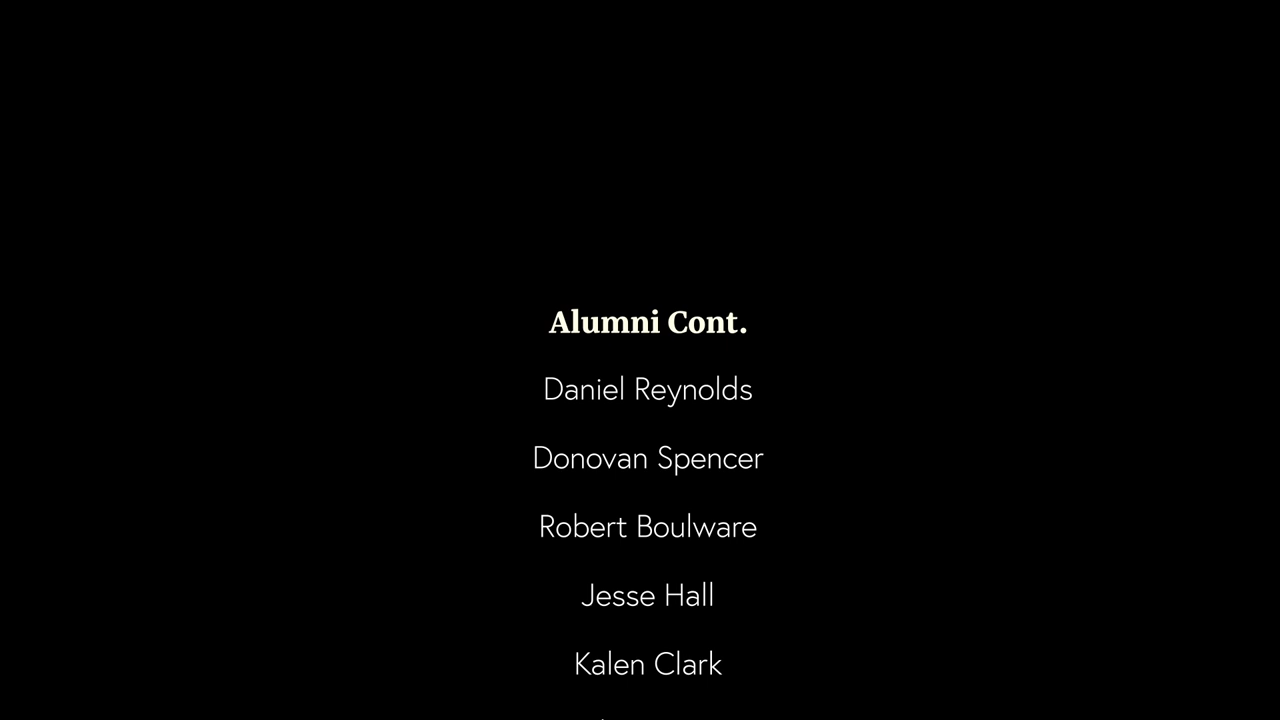 Alumni Cont.
Daniel Reynolds
Donovan Spencer
Robert Boulware
Jesse Hall
Kalen Clark